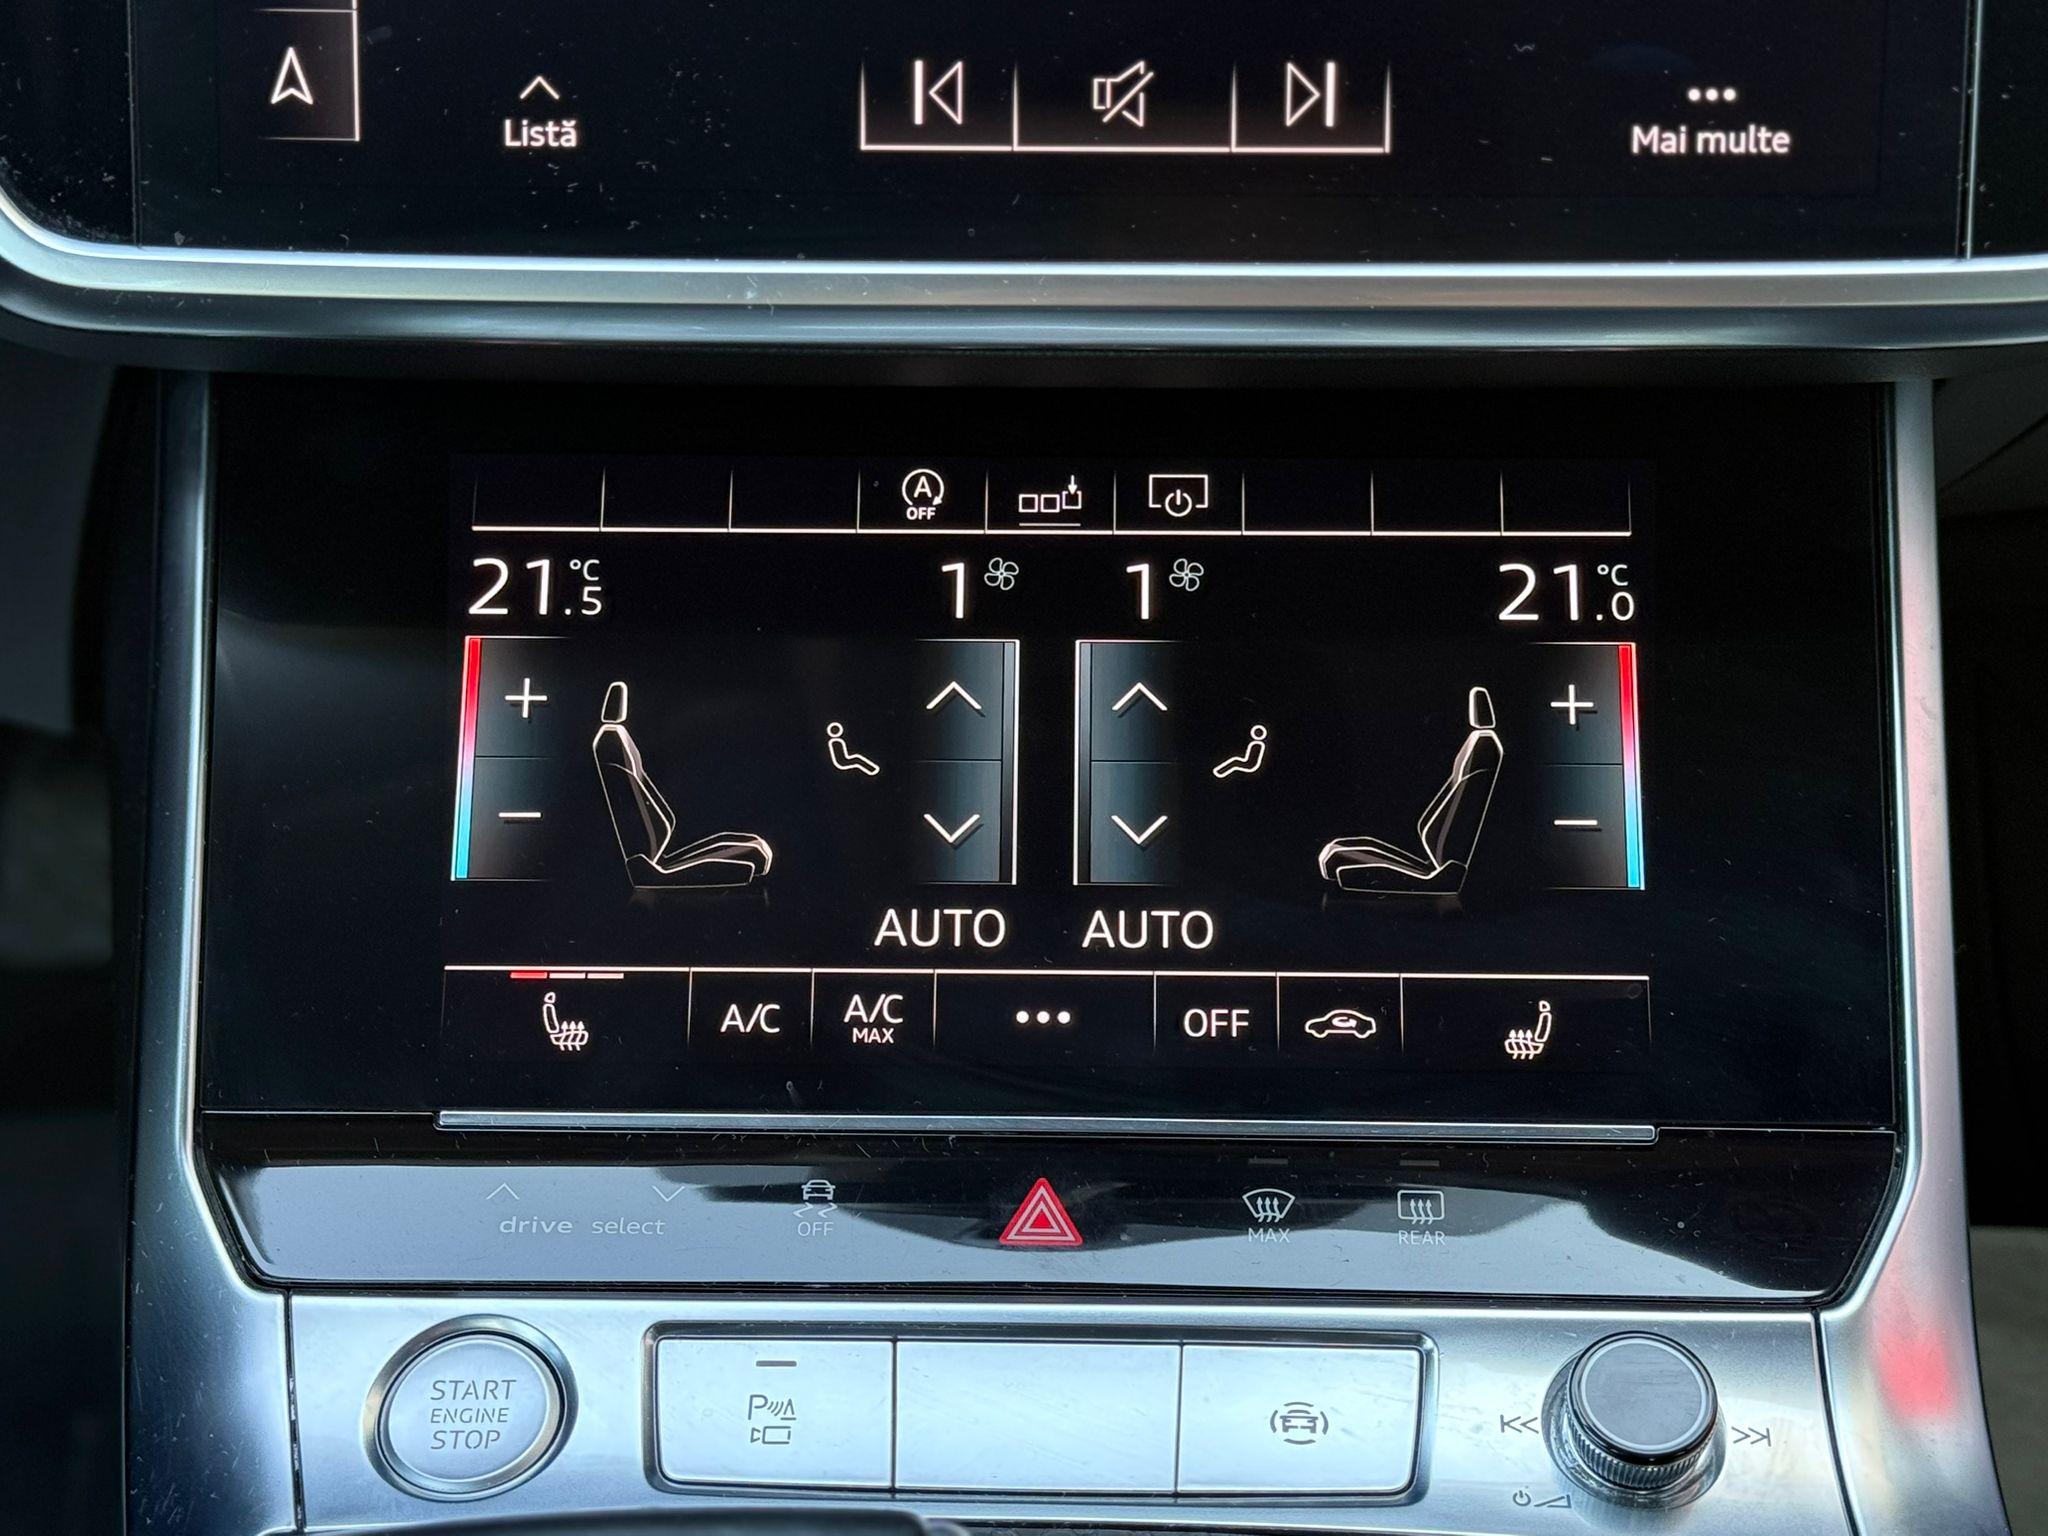 Listă
Mai multe
A
OFF
21.5 °C
1
1
21.0 °C
AUTO
AUTO
A/C
A/C
MAX
OFF
drive select
OFF
MAX
REAR
START
ENGINE
STOP
P